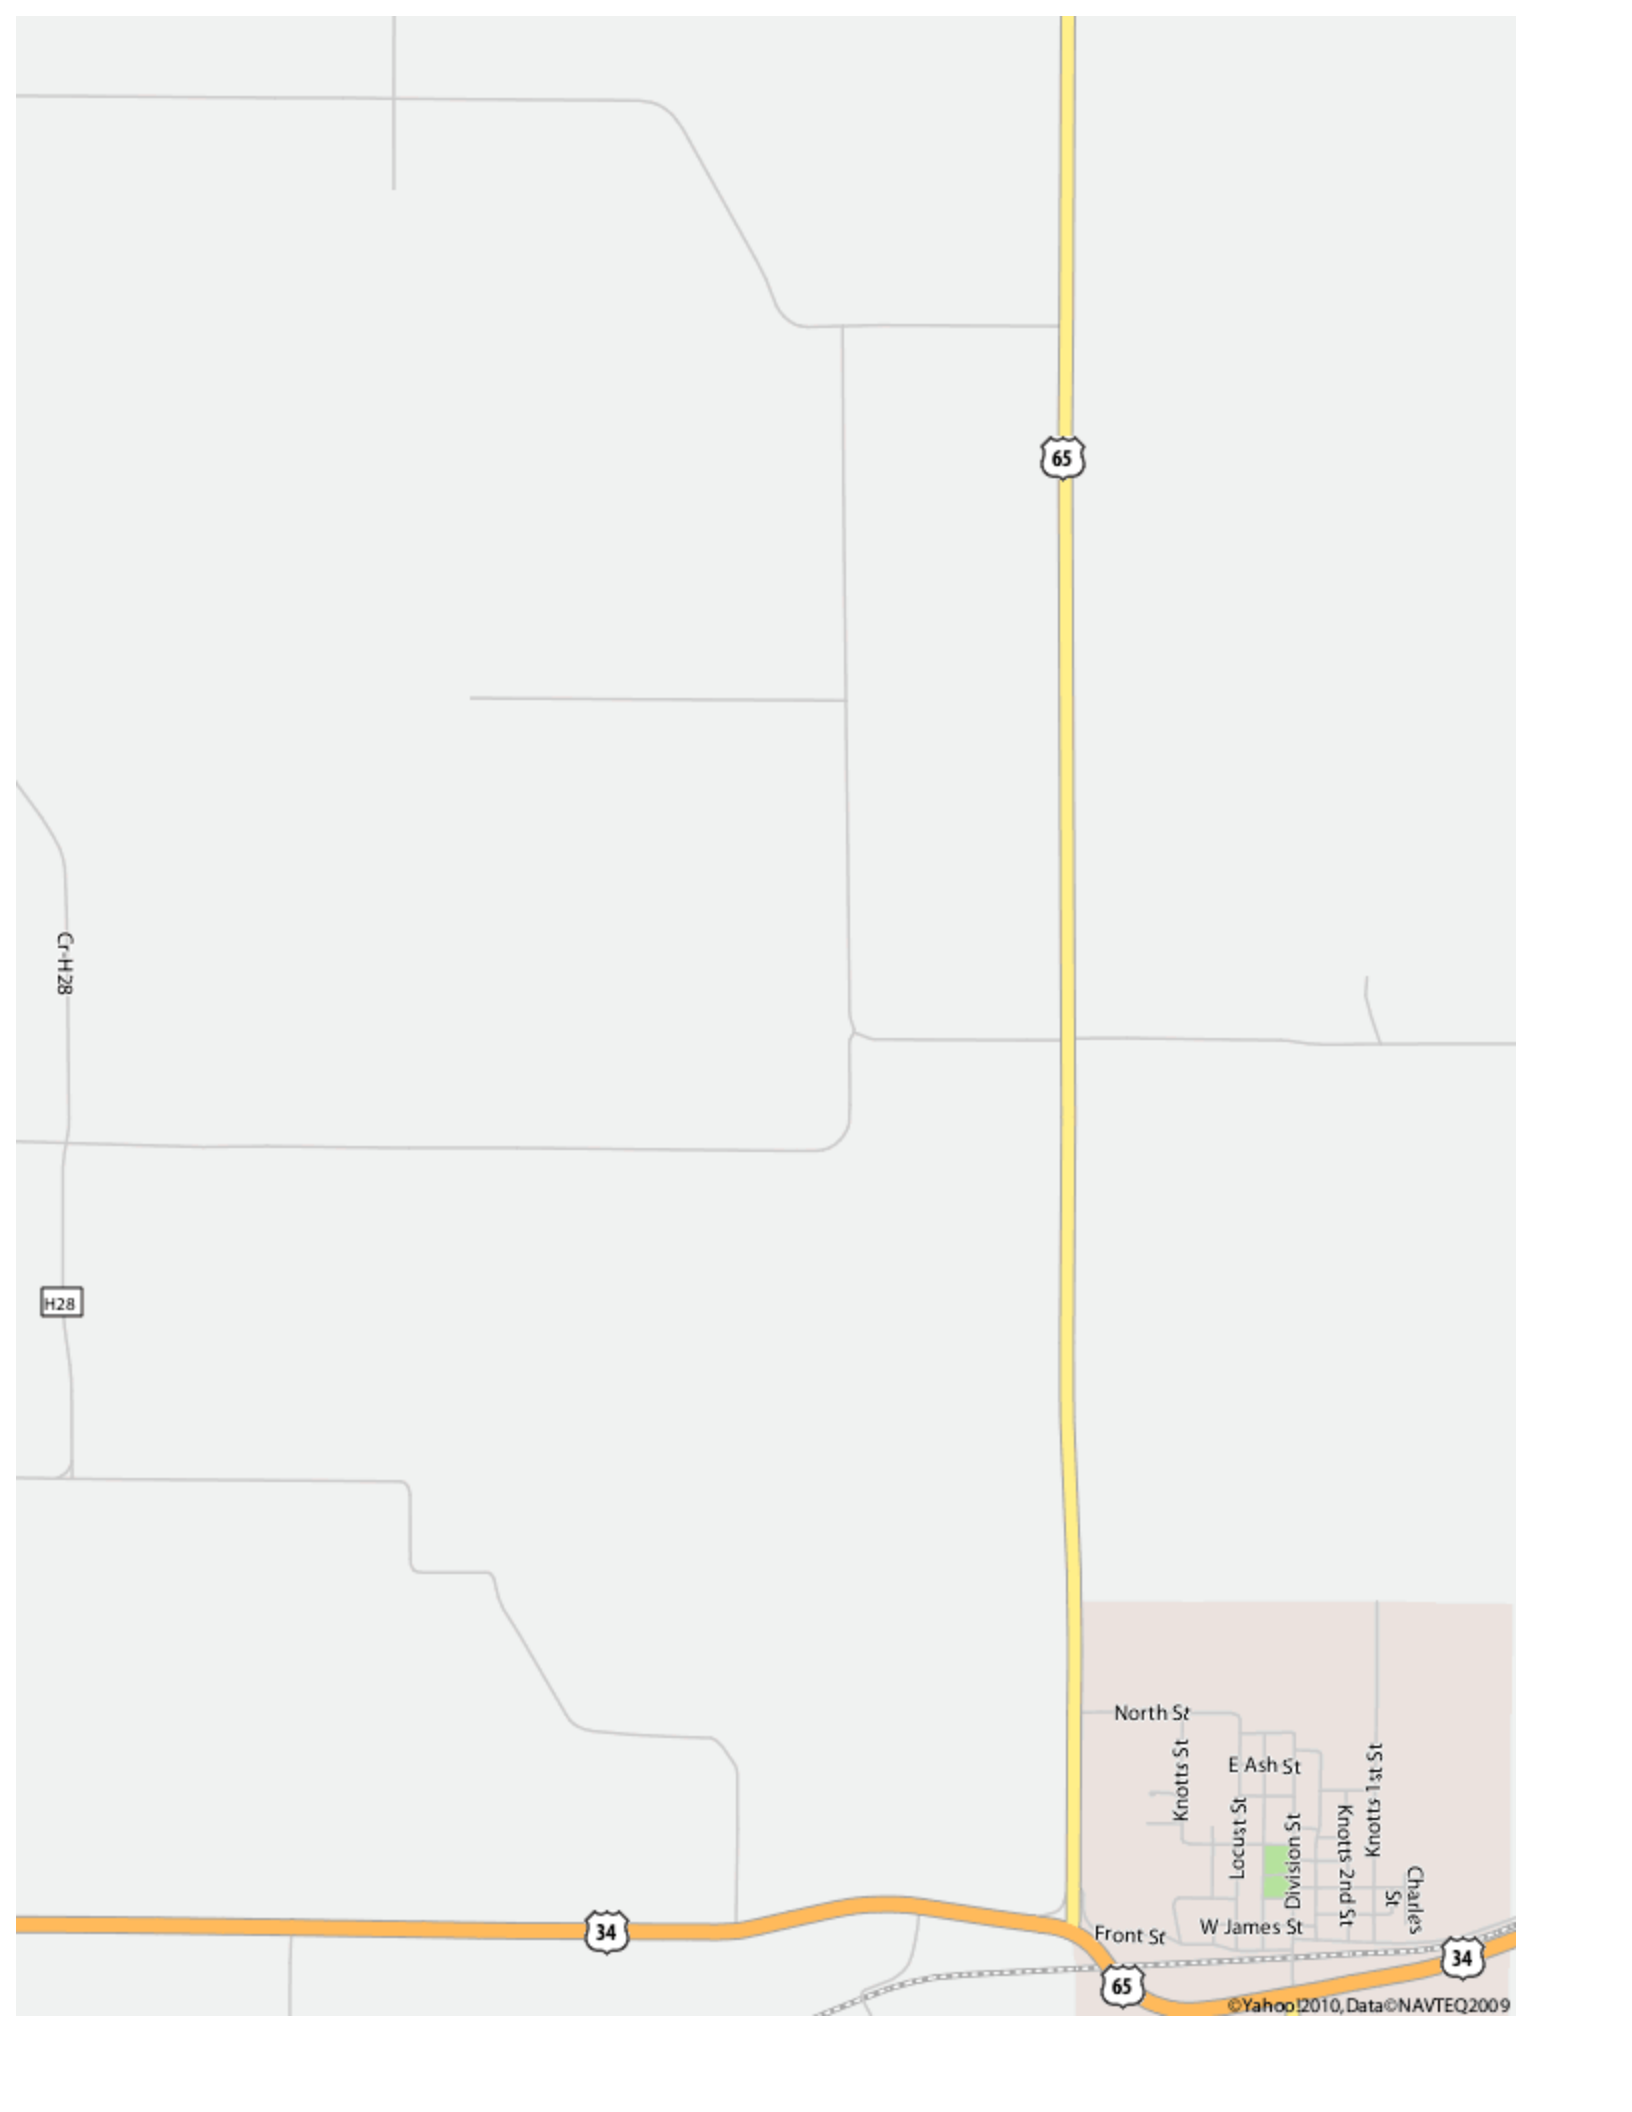 65
Cr-H28
H28
North St
Knotts St
E Ash St
Knotts 1st St
Locust St
Division St
Knotts 2nd St
Charles
St
W James St
Front St
34
34
65
©Yahoo!2010, Data©NAVTEQ2009